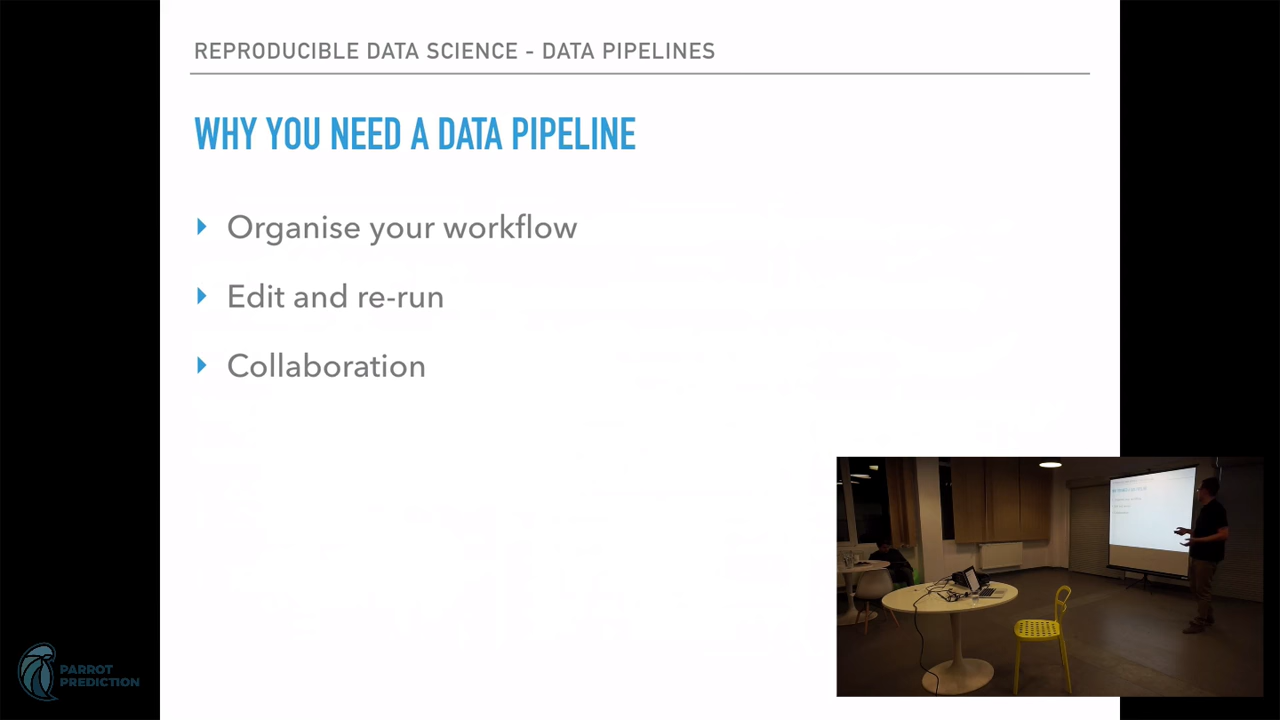 REPRODUCIBLE DATA SCIENCE - DATA PIPELINES
WHY YOU NEED A DATA PIPELINE
Organise your workflow
Edit and re-run
Collaboration
PARROT
PREDICTION